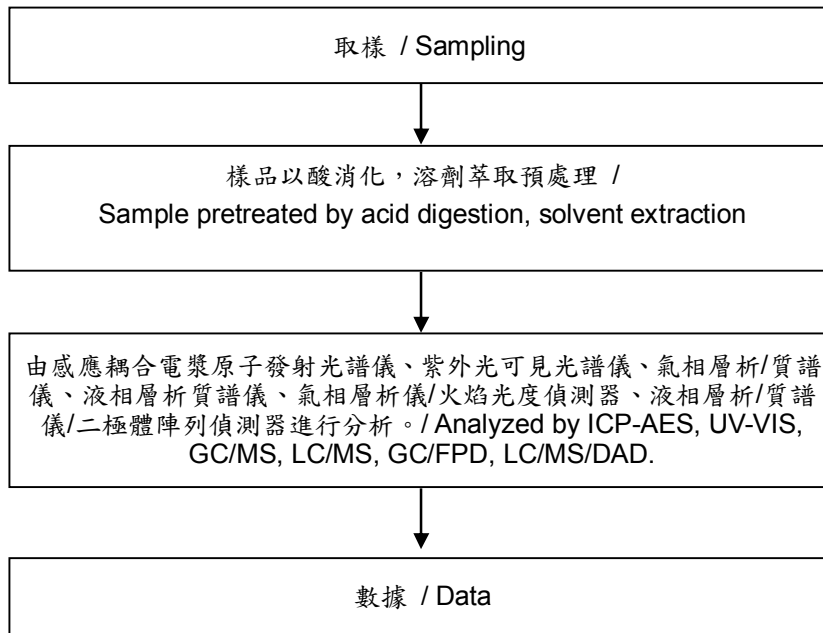 取樣 / Sampling
樣品以酸消化，溶劑萃取預處理 /
Sample pretreated by acid digestion, solvent extraction
由感應耦合電漿原子發射光譜儀、紫外光可見光譜儀、氣相層析/質譜
儀、液相層析質譜儀、氣相層析儀/火焰光度偵測器、液相層析/質譜
儀/二極體陣列偵測器進行分析。/ Analyzed by ICP-AES, UV-VIS,
GC/MS, LC/MS, GC/FPD, LC/MS/DAD.
數據 / Data